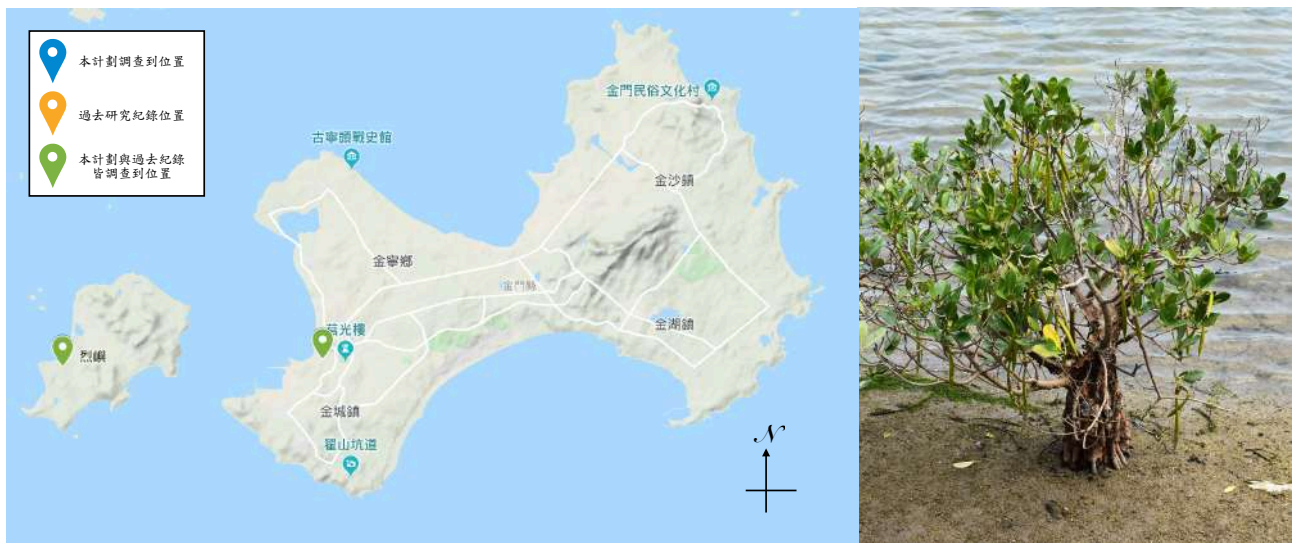 本計劃調查到位置
過去研究紀錄位置
本計劃與過去紀錄
皆調查到位置
金門民俗文化村
古寧頭戰史館
金沙鎮
金寧鄉
金門縣
金湖鎮
莒光樓
烈嶼
金城鎮
翟山坑道
N